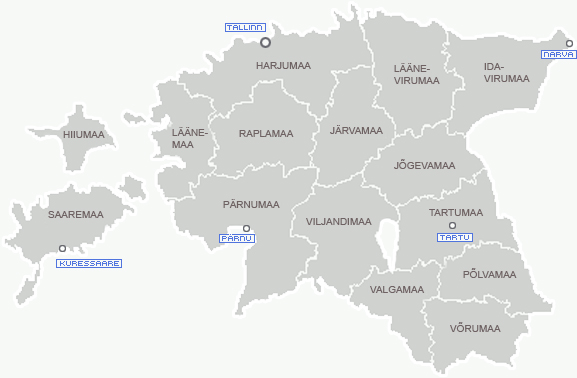 TALLINN
NARVA
HARJUMAA
LÄÄNE-
VIRUMAA
IDA-
VIRUMAA
HIIUMAA
LÄÄNE-
MAA
RAPLAMAA
JÄRVAMAA
JÕGEVAMAA
SAAREMAA
PÄRNUMAA
VILJANDIMAA
TARTUMAA
PÄRNU
TARTU
KURESSAARE
PÕLVAMAA
VALGAMAA
VÕRUMAA